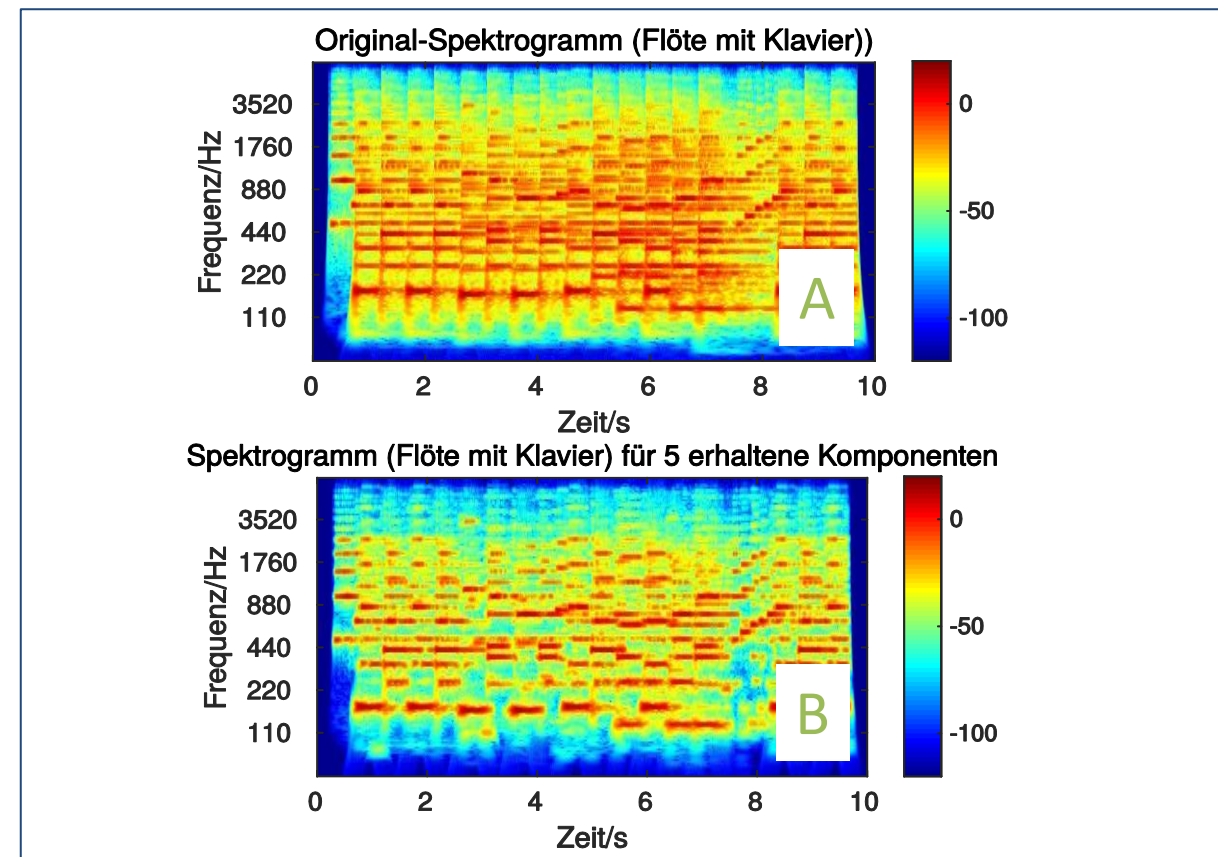 Original-Spektrogramm (Flöte mit Klavier))
Frequenz/Hz
3520
1760
880
440
220
110
0
-50
-100
A
0 2 4 6 8 10
Zeit/s
Spektrogramm (Flöte mit Klavier) für 5 erhaltene Komponenten
Frequenz/Hz
3520
1760
880
440
220
110
0
-50
-100
B
0 2 4 6 8 10
Zeit/s